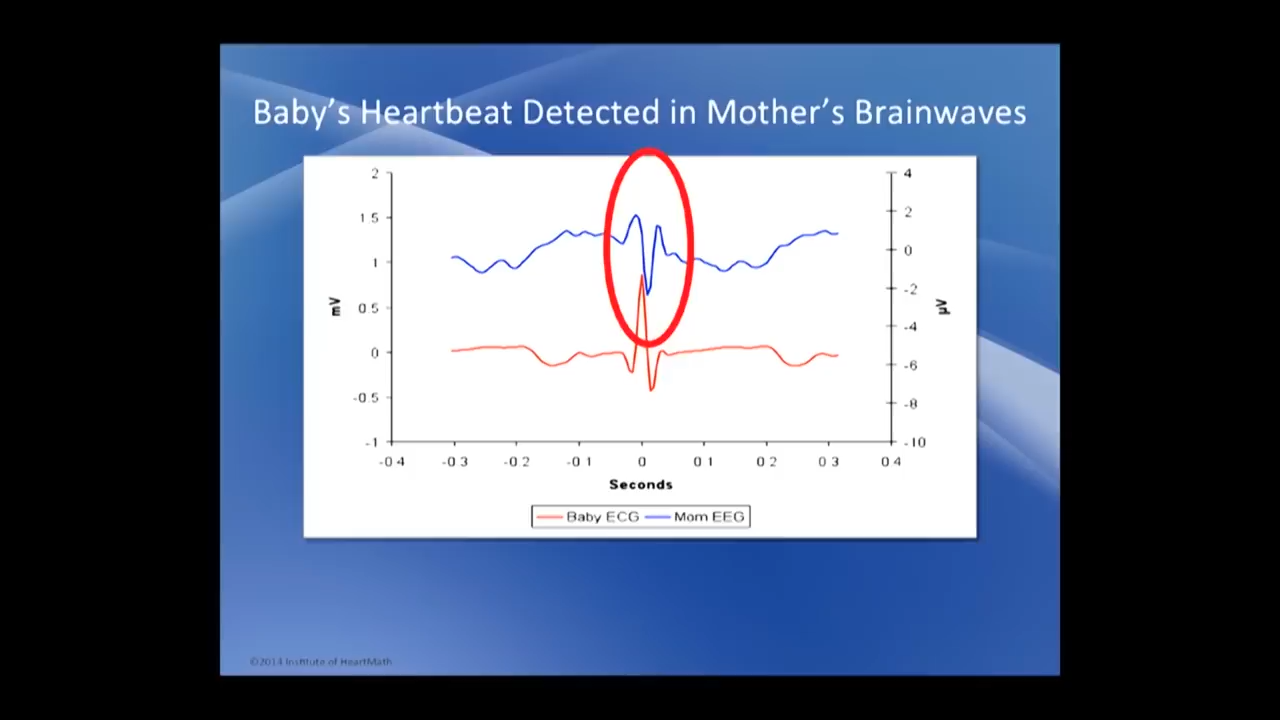 Baby's Heartbeat Detected in Mother's Brainwaves
2 4
1 5 2
1 0
0.5 -2
mV µV
0 -4
-6
-0 5 -8
-1 -10
-0 4 -0 3 -0 2 -0 1 0 0 1 0 2 0 3 0 4
Seconds
Baby ECG Mom EEG
©2014 Institute of HeartMath